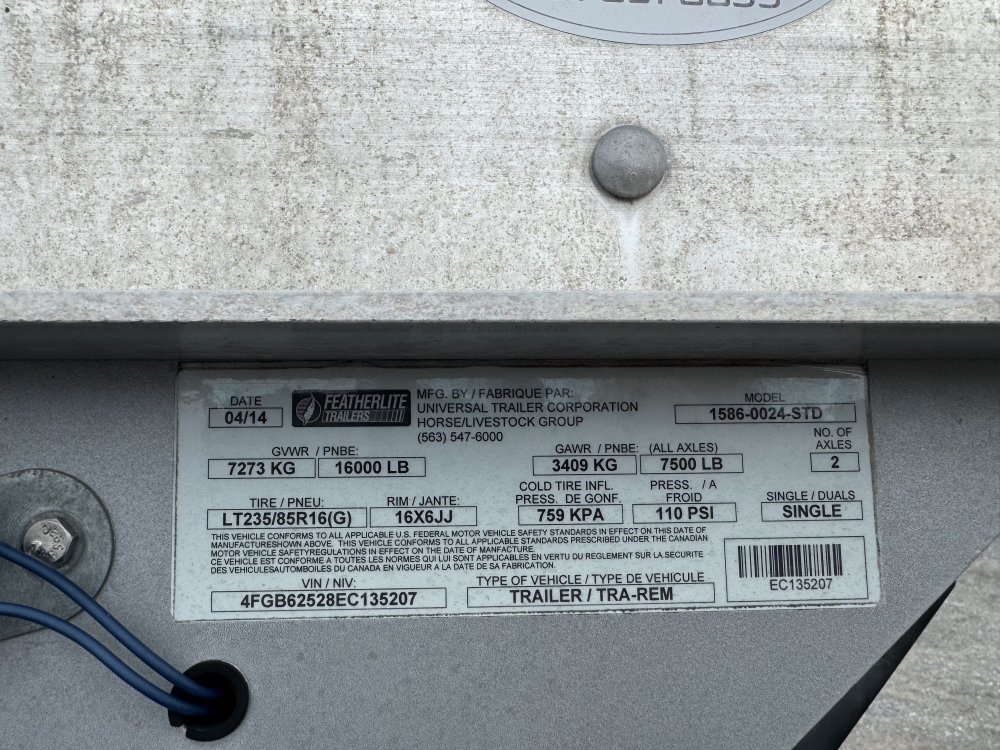 DATE
04/14
FEATHERLITE
TRAILERS
MFG. BY / FABRIQUE PAR:
UNIVERSAL TRAILER CORPORATION
HORSE/LIVESTOCK GROUP
(563) 547-6000
MODEL
1586-0024-STD
GVWR / PNBE:
7273 KG 16000 LB
GAWR / PNBE: (ALL AXLES)
3409 KG 7500 LB
NO. OF
AXLES
2
TIRE / PNEU:
LT235/85R16(G)
RIM / JANTE:
16X6JJ
COLD TIRE INFL.
PRESS. DE GONF.
759 KPA
PRESS. / A
FROID
110 PSI
SINGLE / DUALS
SINGLE
THIS VEHICLE CONFORMS TO ALL APPLICABLE U.S. FEDERAL MOTOR VEHICLE SAFETY STANDARDS IN EFFECT ON THIS DATE OF
MANUFACTURESHOWN ABOVE. THIS VEHICLE CONFORMS TO ALL APPLICABLE STANDARDS PRESCRIBED UNDER THE CANADIAN
MOTOR VEHICLE SAFETYREGULATIONS IN EFFECT ON THE DATE OF MANFACTURE.
CE VEHICLE EST CONFORME A TOUTES LES NORMES QUI LUI SONT APPLICABLES EN VERTU DU REGLEMENT SUR LA SECURITE
DES VEHICULESAUTOMOBILES DU CANADA EN VIGUEUR A LA DATE DE SA FABRICATION.
VIN / NIV:
4FGB62528EC135207
TYPE OF VEHICLE / TYPE DE VEHICULE
TRAILER / TRA-REM
EC135207